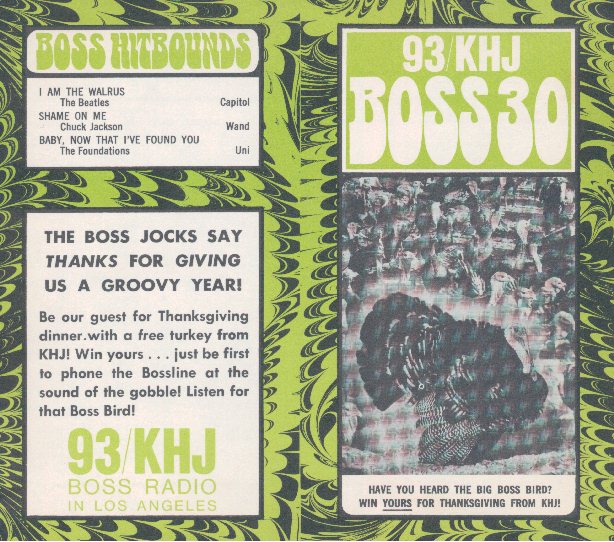 BOSS HITBOUNDS
I AM THE WALRUS
The Beatles Capitol
SHAME ON ME
Chuck Jackson Wand
BABY, NOW THAT I'VE FOUND YOU
The Foundations Uni
THE BOSS JOCKS SAY
THANKS FOR GIVING
US A GROOVY YEAR!
Be our guest for Thanksgiving
dinner.with a free turkey from
KHJ! Win yours . . . just be first
to phone the Bossline at the
sound of the gobble! Listen for
that Boss Bird!
93/KHJ
BOSS RADIO
IN LOS ANGELES
93/KHJ
BOSS 30
HAVE YOU HEARD THE BIG BOSS BIRD?
WIN YOURS FOR THANKSGIVING FROM KHJ!